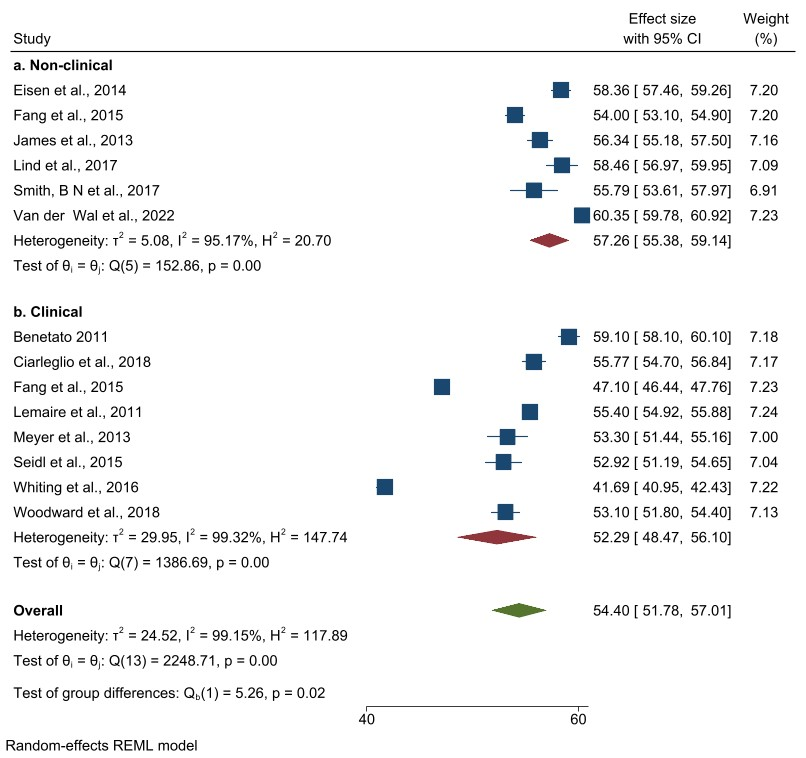 Effect size Weight
Study with 95% CI (%)
a. Non-clinical
Eisen et al., 2014 58.36 [ 57.46, 59.26] 7.20
Fang et al., 2015 54.00 [ 53.10, 54.90] 7.20
James et al., 2013 56.34 [ 55.18, 57.50] 7.16
Lind et al., 2017 58.46 [ 56.97, 59.95] 7.09
Smith, B N et al., 2017 55.79 [ 53.61, 57.97] 6.91
Van der Wal et al., 2022 60.35 [ 59.78, 60.92] 7.23
Heterogeneity: τ² = 5.08, I² = 95.17%, H² = 20.70 57.26 [ 55.38, 59.14]
Test of θᵢ = θⱼ: Q(5) = 152.86, p = 0.00
b. Clinical
Benetato 2011 59.10 [ 58.10, 60.10] 7.18
Ciarleglio et al., 2018 55.77 [ 54.70, 56.84] 7.17
Fang et al., 2015 47.10 [ 46.44, 47.76] 7.23
Lemaire et al., 2011 55.40 [ 54.92, 55.88] 7.24
Meyer et al., 2013 53.30 [ 51.44, 55.16] 7.00
Seidl et al., 2015 52.92 [ 51.19, 54.65] 7.04
Whiting et al., 2016 41.69 [ 40.95, 42.43] 7.22
Woodward et al., 2018 53.10 [ 51.80, 54.40] 7.13
Heterogeneity: τ² = 29.95, I² = 99.32%, H² = 147.74 52.29 [ 48.47, 56.10]
Test of θᵢ = θⱼ: Q(7) = 1386.69, p = 0.00
Overall 54.40 [ 51.78, 57.01]
Heterogeneity: τ² = 24.52, I² = 99.15%, H² = 117.89
Test of θᵢ = θⱼ: Q(13) = 2248.71, p = 0.00
Test of group differences: Q_b(1) = 5.26, p = 0.02
40 60
Random-effects REML model